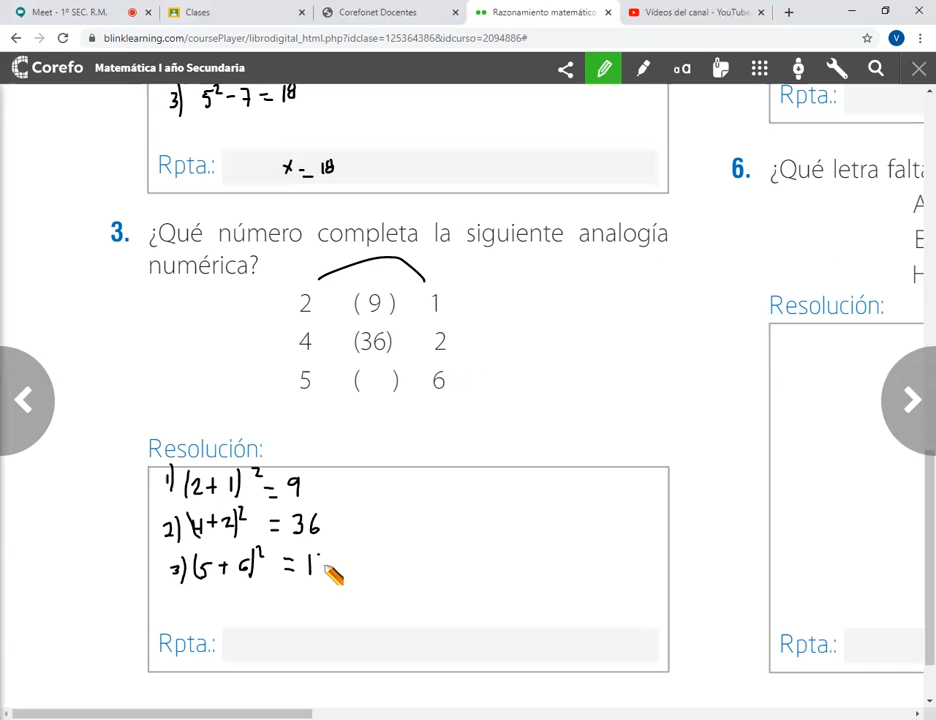 Meet - 1º SEC. R.M.
Clases
Corefonet Docentes
Razonamiento matemático
Vídeos del canal - YouTube
blinklearning.com/coursePlayer/librodigital_html.php?idclase=125364386&idcurso=2094886#
V
Corefo
Matemática I año Secundaria
aα
3) 5² - 7 = 18
Rpta.: x = 18
3. ¿Qué número completa la siguiente analogía
numérica?
2 ( 9 ) 1
4 (36) 2
5 ( ) 6
Resolución:
1) (2 + 1)² = 9
2) (4 + 2)² = 36
3) (5 + 6)² = 1
Rpta.:
Rpta.:
6. ¿Qué letra falta
A
E
H
Resolución:
Rpta.: